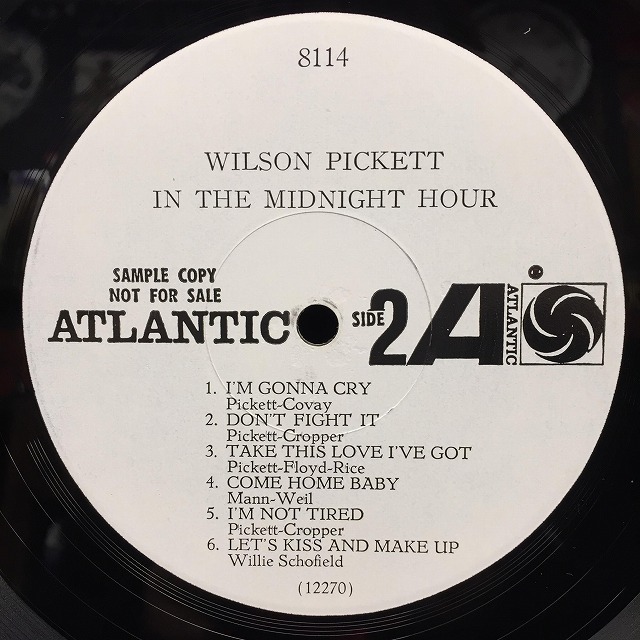 8114
WILSON PICKETT
IN THE MIDNIGHT HOUR
SAMPLE COPY
NOT FOR SALE
ATLANTIC
SIDE 2
A
ATLANTIC
1. I'M GONNA CRY
Pickett-Covay
2. DON'T FIGHT IT
Pickett-Cropper
3. TAKE THIS LOVE I'VE GOT
Pickett-Floyd-Rice
4. COME HOME BABY
Mann-Weil
5. I'M NOT TIRED
Pickett-Cropper
6. LET'S KISS AND MAKE UP
Willie Schofield
(12270)